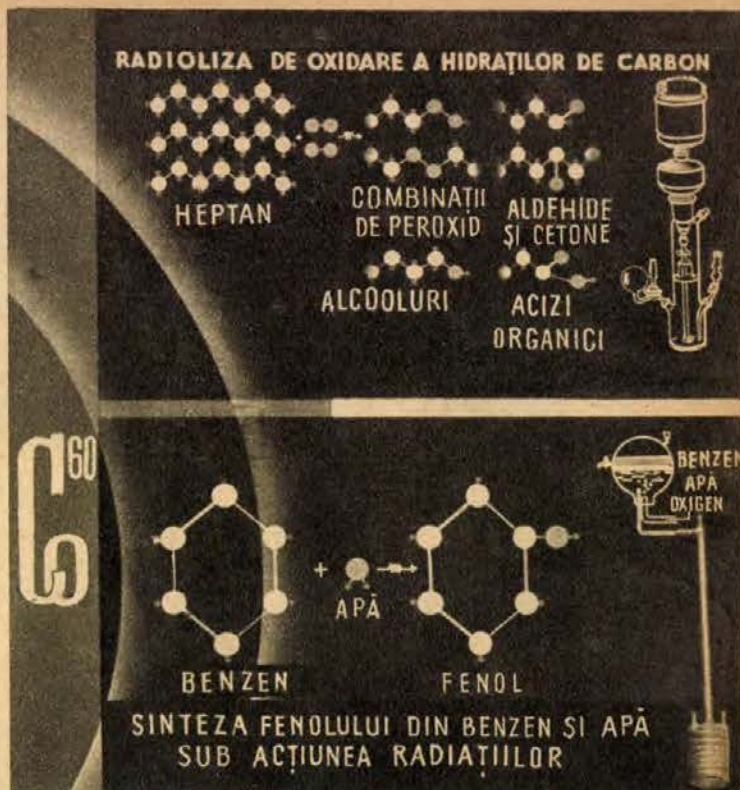 RADIOLIZA DE OXIDARE A HIDRAȚILOR DE CARBON
HEPTAN
COMBINAȚII
DE PEROXID
ALDEHIDE
ȘI CETONE
ALCOOLURI
ACIZI
ORGANICI
Co60
BENZEN
APĂ
OXIGEN
+
APĂ
BENZEN
FENOL
SINTEZA FENOLULUI DIN BENZEN ȘI APĂ
SUB ACȚIUNEA RADIAȚIILOR